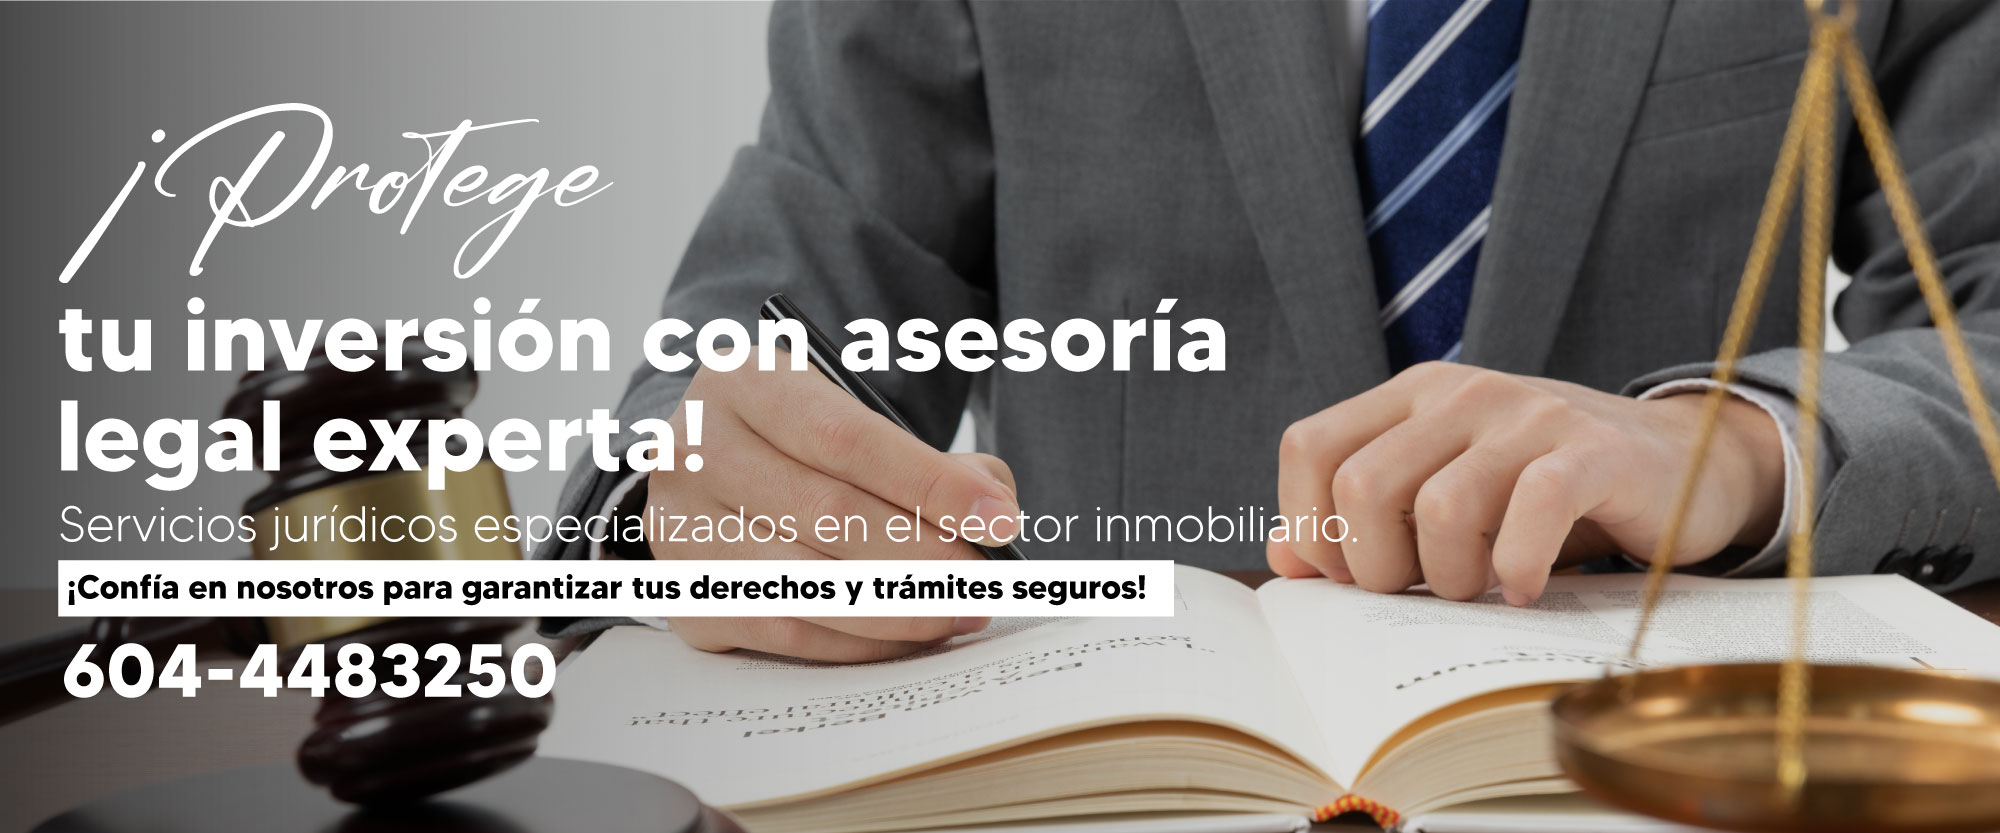 ¡Protege
tu inversión con asesoría
legal experta!
Servicios jurídicos especializados en el sector inmobiliario.
¡Confía en nosotros para garantizar tus derechos y trámites seguros!
604-4483250